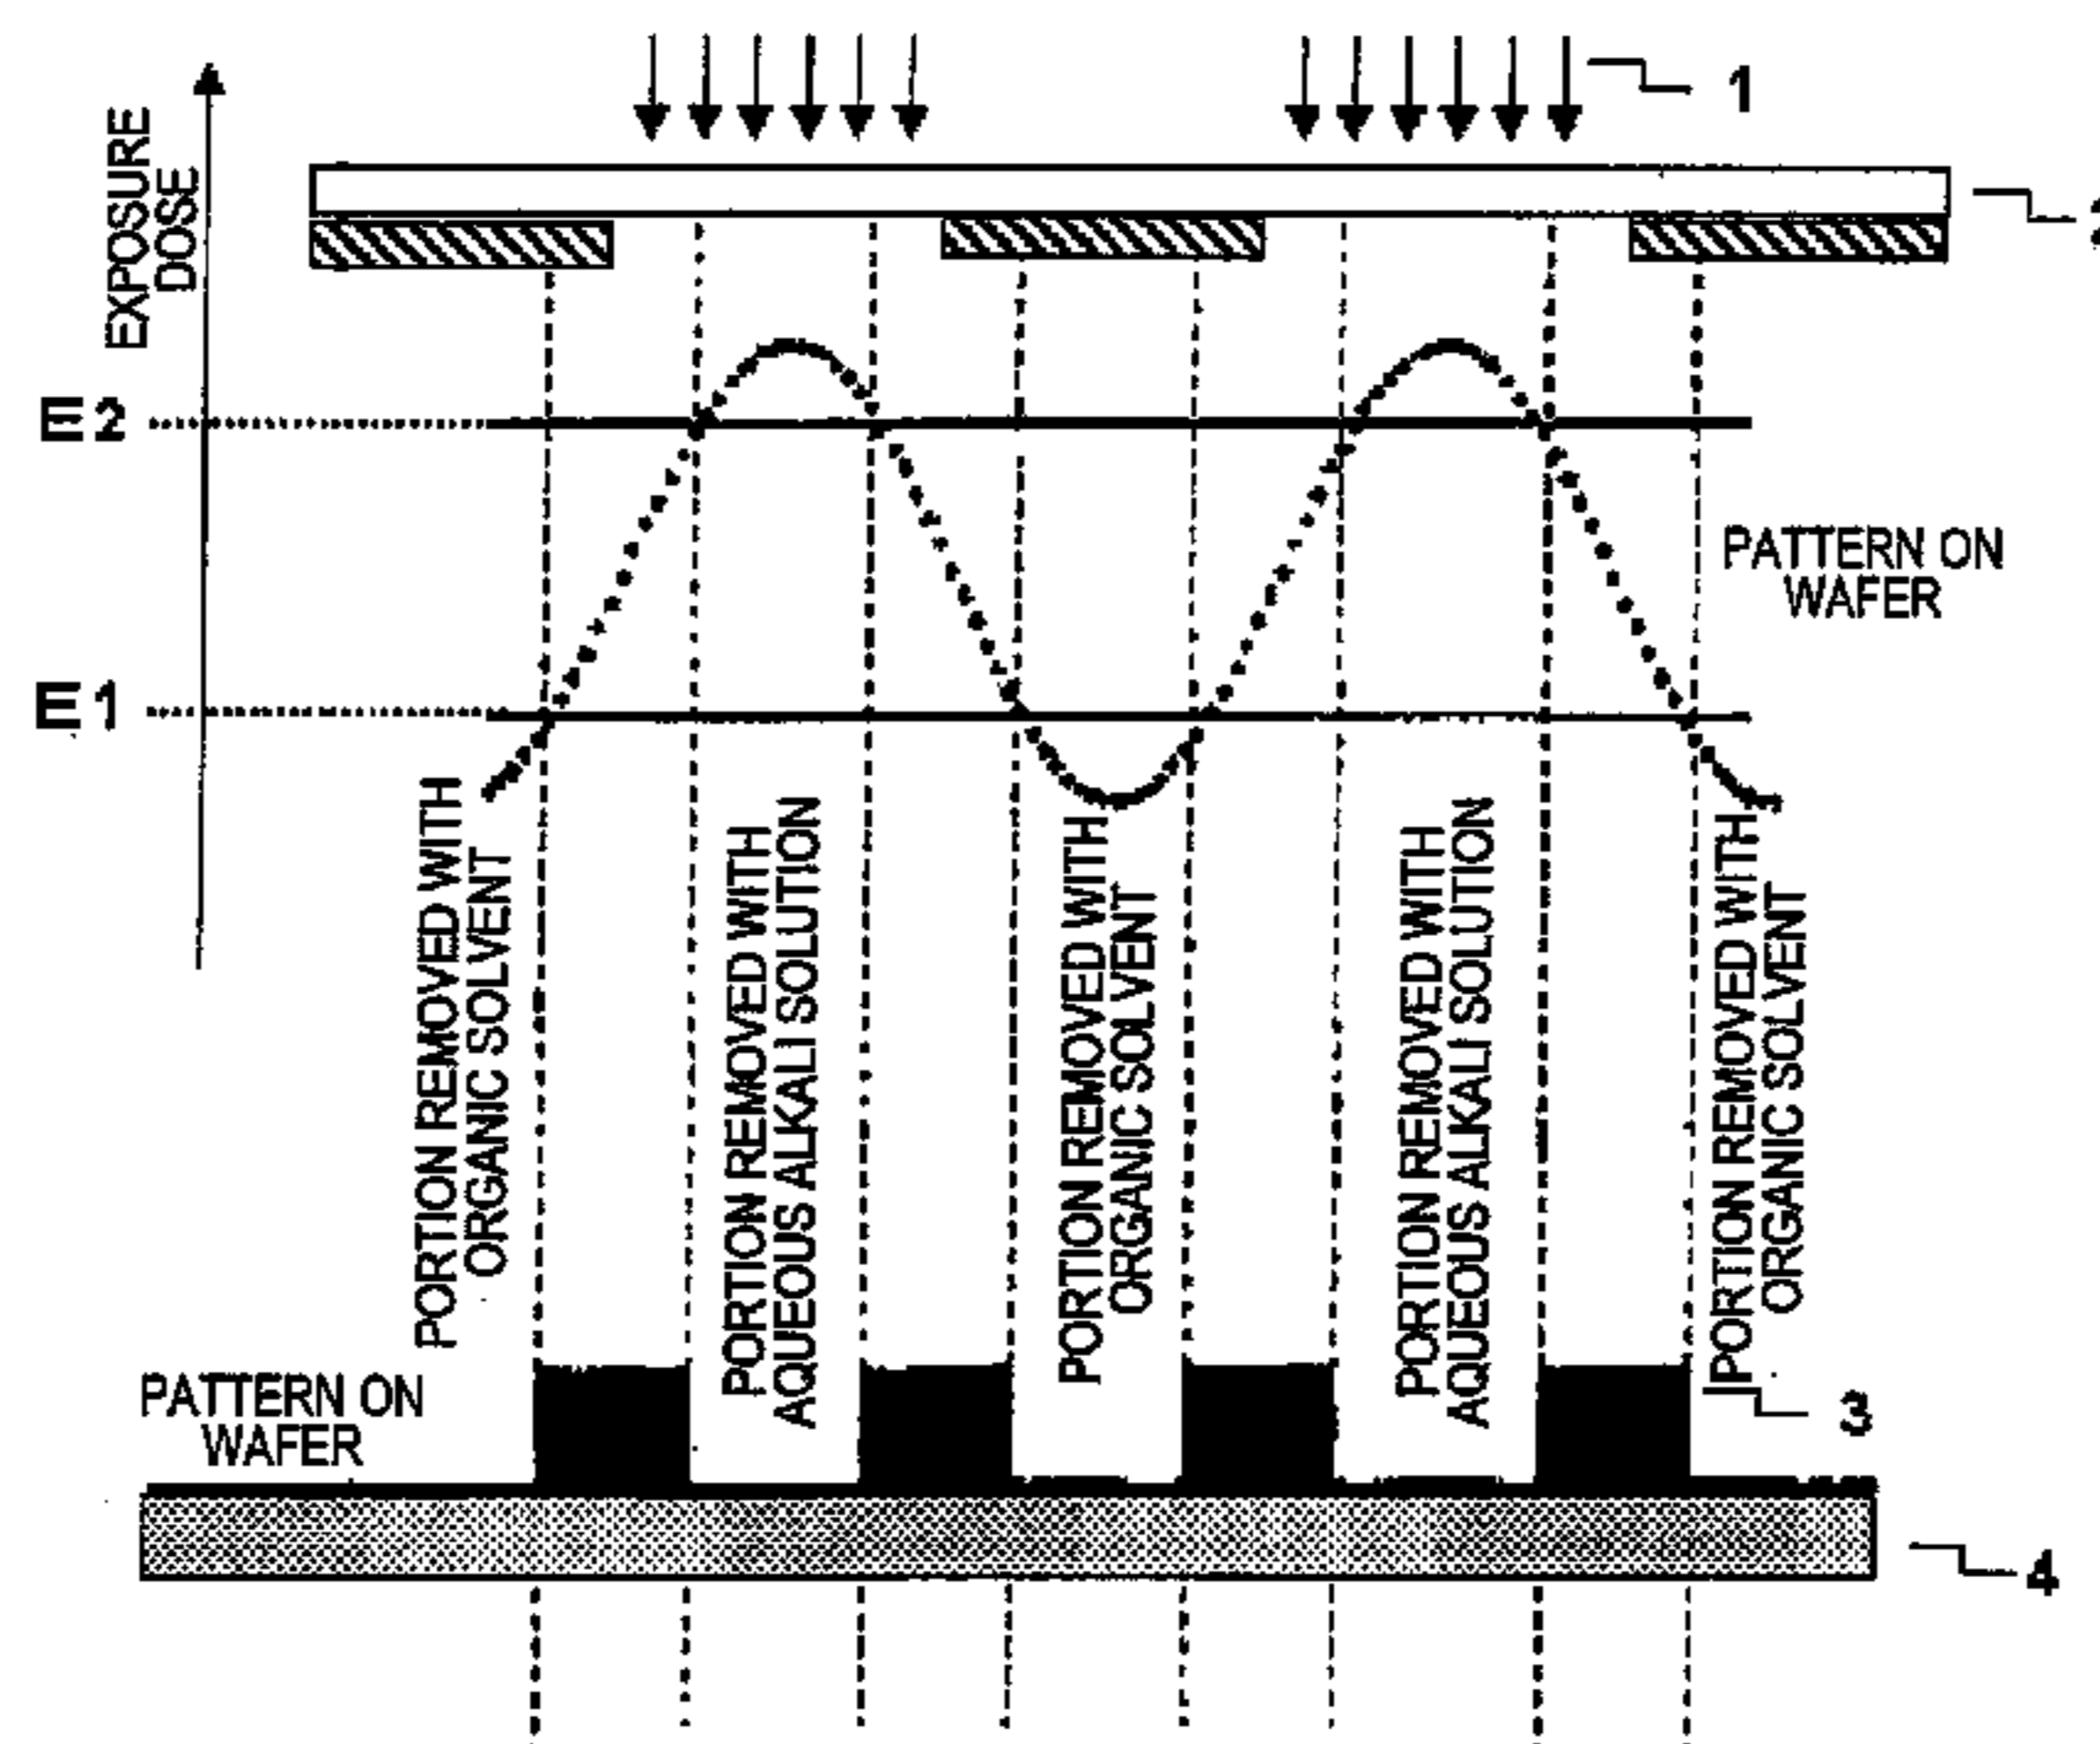 1
EXPOSURE
DOSE
E2
PATTERN ON
WAFER
E1
PORTION REMOVED WITH
ORGANIC SOLVENT
PORTION REMOVED WITH
AQUEOUS ALKALI SOLUTION
PORTION REMOVED WITH
ORGANIC SOLVENT
PORTION REMOVED WITH
AQUEOUS ALKALI SOLUTION
PORTION REMOVED WITH
ORGANIC SOLVENT
PATTERN ON
WAFER
3
4